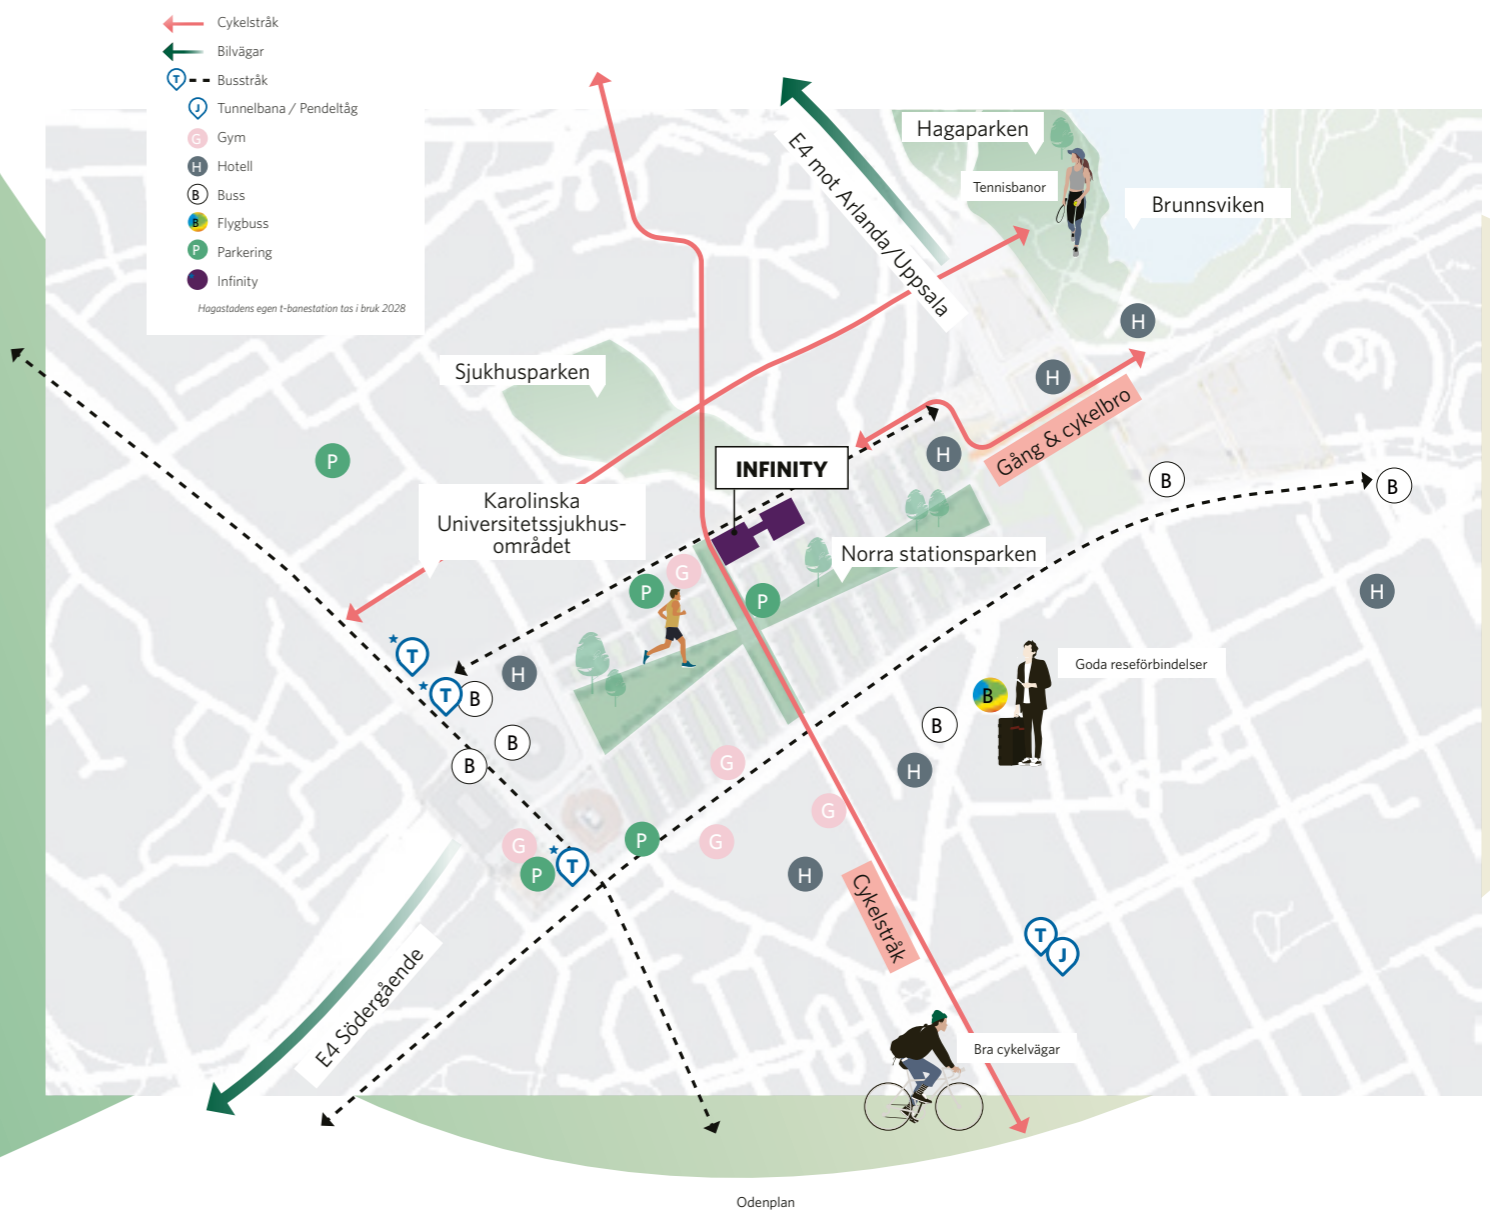 Cykelstråk
Bilvägar
T Busstråk
J Tunnelbana / Pendeltåg
G Gym
H Hotell
B Buss
B Flygbuss
P Parkering
Infinity
Hagastadens egen t-banestation tas i bruk 2028
E4 mot Arlanda/Uppsala
Hagaparken
Tennisbanor
Brunnsviken
H
Sjukhusparken
H
Gång & cykelbro
P
H
INFINITY
B
B
Karolinska
Universitetssjukhus-
området
Norra stationsparken
G
P
P
H
T
T
B
H
Goda reseförbindelser
B
B
B
B
G
H
G
P
G
G
P
T
H
Cykelstråk
T
J
E4 Södergående
Bra cykelvägar
Odenplan